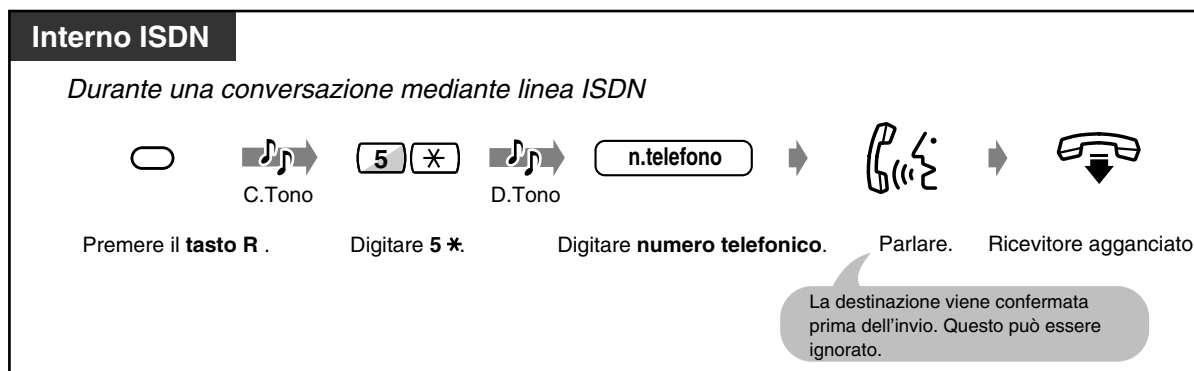 Interno ISDN
Durante una conversazione mediante linea ISDN
C.Tono
5 *
D.Tono
n.telefono
Premere il tasto R .
Digitare 5 *.
Digitare numero telefonico.
Parlare.
Ricevitore agganciato
La destinazione viene confermata
prima dell'invio. Questo può essere
ignorato.